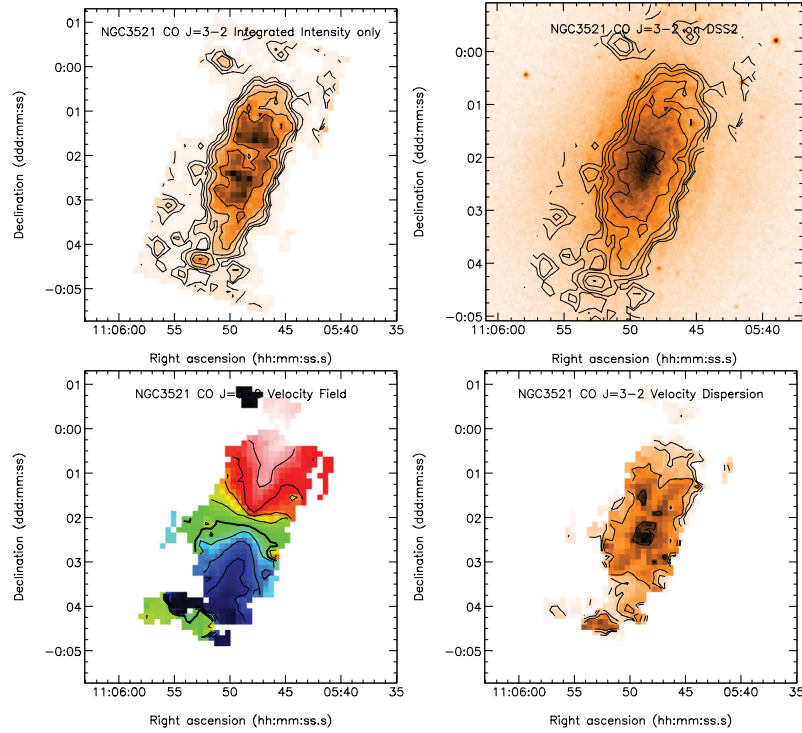 NGC3521 CO J=3-2 Integrated Intensity only
01
0:00
01
02
03
04
-0:05
Declination (ddd:mm:ss)
11:06:00 55 50 45 05:40 35
Right ascension (hh:mm:ss.s)
NGC3521 CO J=3-2 on DSS2
0:00
01
02
03
04
-0:05
Declination (ddd:mm:ss)
11:06:00 55 50 45 05:40
Right ascension (hh:mm:ss.s)
NGC3521 CO Velocity Field
01
0:00
01
02
03
04
-0:05
Declination (ddd:mm:ss)
11:06:00 55 50 45 05:40 35
Right ascension (hh:mm:ss.s)
NGC3521 CO J=3-2 Velocity Dispersion
01
0:00
01
02
03
04
-0:05
Declination (ddd:mm:ss)
11:06:00 55 50 45 05:40 35
Right ascension (hh:mm:ss.s)